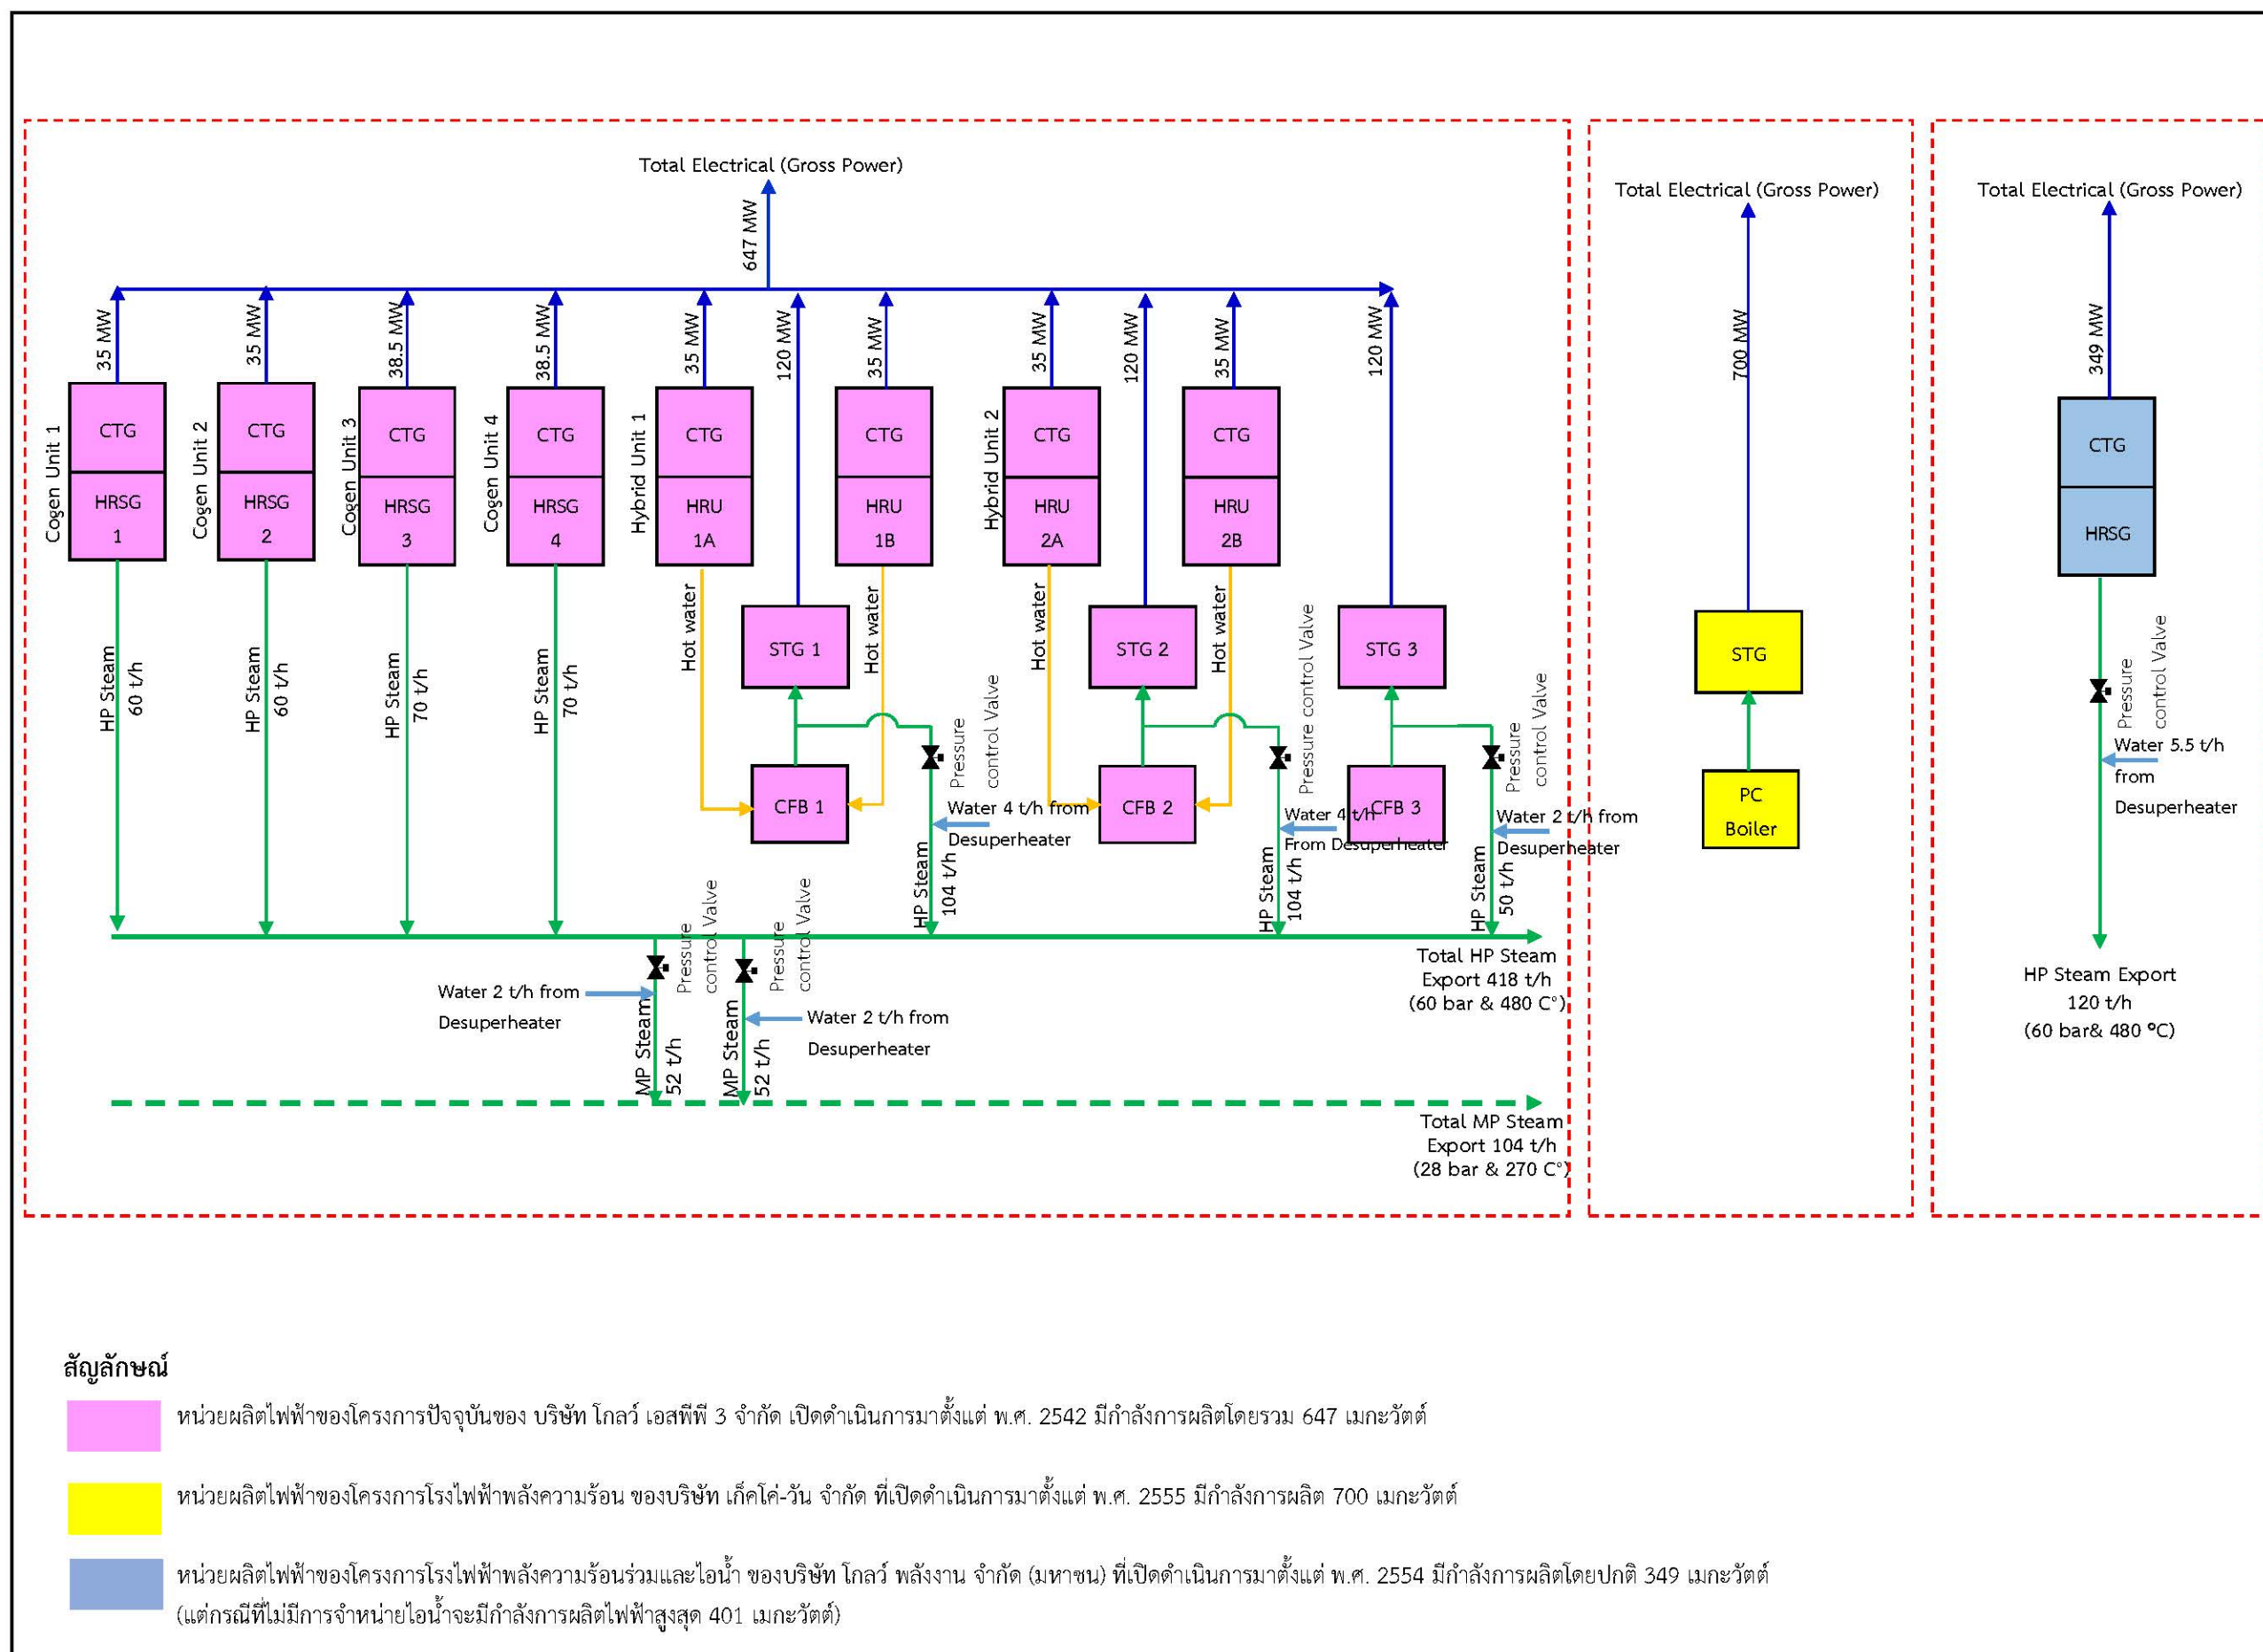 Total Electrical (Gross Power)
Total Electrical (Gross Power)
Total Electrical (Gross Power)
647 MW
700 MW
349 MW
35 MW
35 MW
38.5 MW
38.5 MW
35 MW
120 MW
35 MW
35 MW
120 MW
35 MW
120 MW
Cogen Unit 1
CTG
HRSG
1
Cogen Unit 2
CTG
HRSG
2
Cogen Unit 3
CTG
HRSG
3
Cogen Unit 4
CTG
HRSG
4
Hybrid Unit 1
CTG
HRU
1A
CTG
HRU
1B
Hybrid Unit 2
CTG
HRU
2A
CTG
HRU
2B
CTG
HRSG
HP Steam
60 t/h
HP Steam
60 t/h
HP Steam
70 t/h
HP Steam
70 t/h
Hot water
STG 1
Hot water
Hot water
STG 2
Hot water
STG 3
STG
CFB 1
CFB 2
CFB 3
PC
Boiler
Pressure
control Valve
Pressure control Valve
Pressure
control Valve
Pressure
control Valve
Water 4 t/h from
Desuperheater
Water 4 t/h
From Desuperheater
Water 2 t/h from
Desuperheater
Water 5.5 t/h
from
Desuperheater
HP Steam
104 t/h
HP Steam
104 t/h
HP Steam
50 t/h
Pressure
control Valve
Pressure
control Valve
Water 2 t/h from
Desuperheater
Water 2 t/h from
Desuperheater
MP Steam
52 t/h
MP Steam
52 t/h
Total HP Steam
Export 418 t/h
(60 bar & 480 C°)
HP Steam Export
120 t/h
(60 bar& 480 ºC)
Total MP Steam
Export 104 t/h
(28 bar & 270 C°)
สัญลักษณ์
หน่วยผลิตไฟฟ้าของโครงการปัจจุบันของ บริษัท โกลว์ เอสพีพี 3 จำกัด เปิดดำเนินการมาตั้งแต่ พ.ศ. 2542 มีกำลังการผลิตโดยรวม 647 เมกะวัตต์
หน่วยผลิตไฟฟ้าของโครงการโรงไฟฟ้าพลังความร้อน ของบริษัท เก็คโค่-วัน จำกัด ที่เปิดดำเนินการมาตั้งแต่ พ.ศ. 2555 มีกำลังการผลิต 700 เมกะวัตต์
หน่วยผลิตไฟฟ้าของโครงการโรงไฟฟ้าพลังความร้อนร่วมและไอน้ำ ของบริษัท โกลว์ พลังงาน จำกัด (มหาชน) ที่เปิดดำเนินการมาตั้งแต่ พ.ศ. 2554 มีกำลังการผลิตโดยปกติ 349 เมกะวัตต์
(แต่กรณีที่ไม่มีการจำหน่ายไอน้ำจะมีกำลังการผลิตไฟฟ้าสูงสุด 401 เมกะวัตต์)